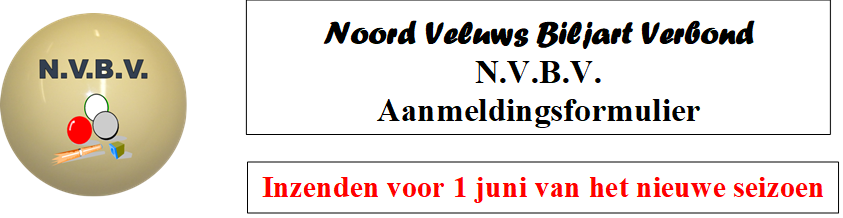 N.V.B.V.
Noord Veluws Biljart Verbond
N.V.B.V.
Aanmeldingsformulier
Inzenden voor 1 juni van het nieuwe seizoen